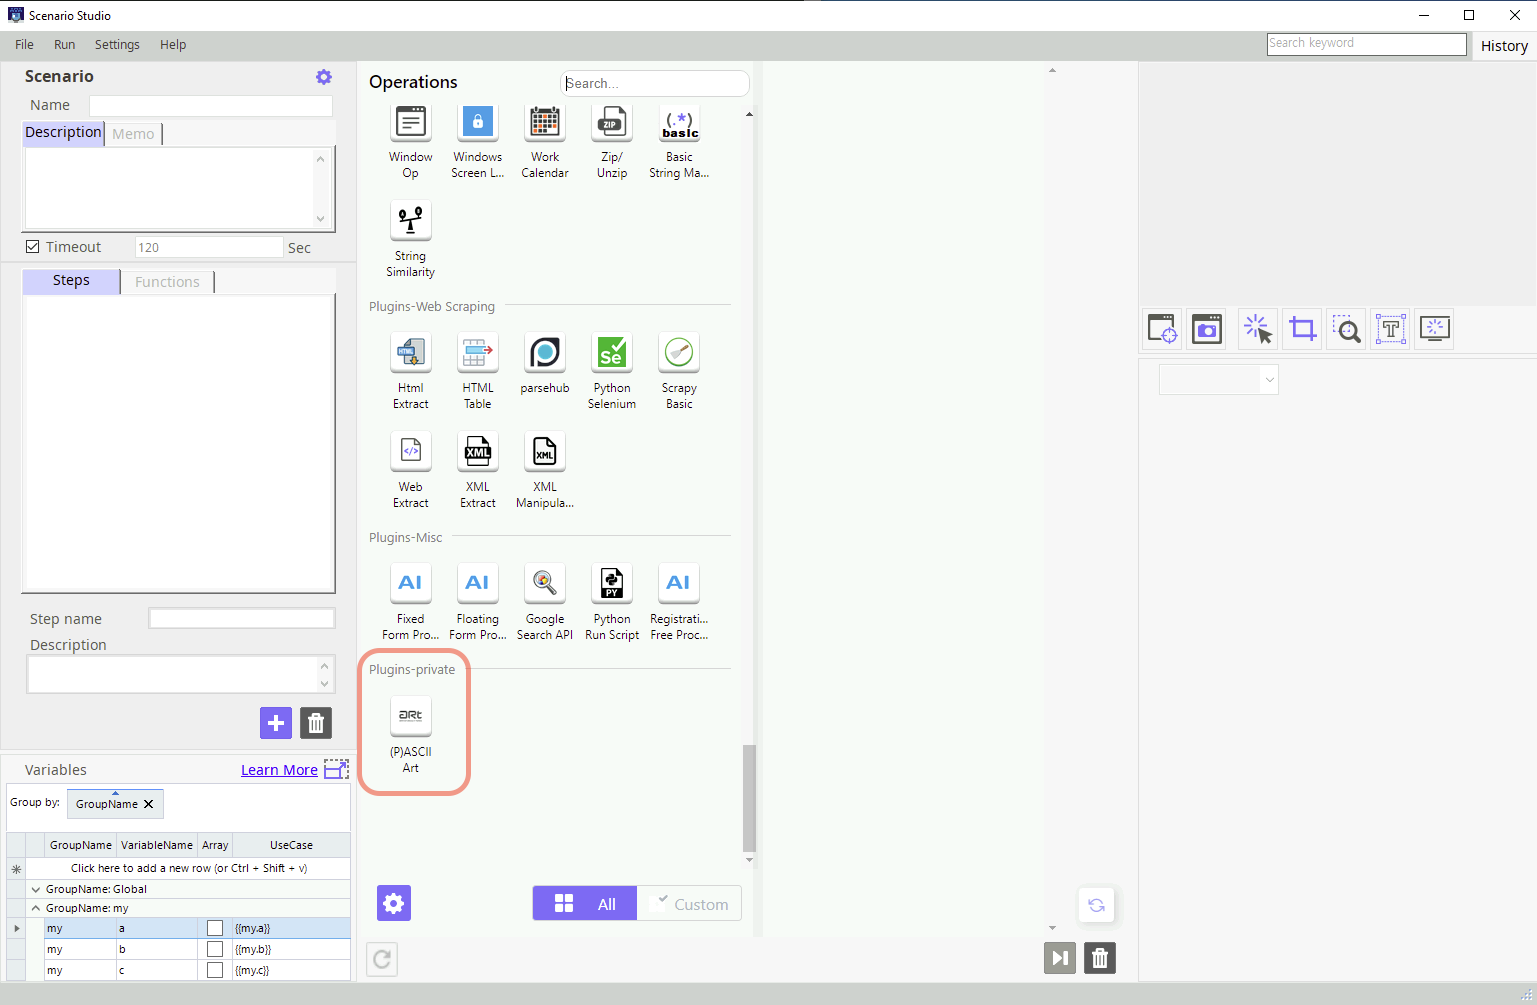 Scenario Studio
File Run Settings Help
Search keyword
History
Scenario
Name
Description Memo
Timeout 120 Sec
Steps Functions
Step name
Description
Variables Learn More
Group by: GroupName
GroupName VariableName Array UseCase
Click here to add a new row (or Ctrl + Shift + v)
GroupName: Global
GroupName: my
my a {{my.a}}
my b {{my.b}}
my c {{my.c}}
Operations
Search...
ZIP
(.*)
basic
Window
Op
Windows
Screen L...
Work
Calendar
Zip/
Unzip
Basic
String Ma...
String
Similarity
Plugins-Web Scraping
HTML
Se
Html
Extract
HTML
Table
parsehub
Python
Selenium
Scrapy
Basic
</>
XML
XML
Web
Extract
XML
Extract
XML
Manipula...
Plugins-Misc
AI
AI
PY
AI
Fixed
Form Pro...
Floating
Form Pro...
Google
Search API
Python
Run Script
Registrati...
Free Proc...
Plugins-private
aRt
(P)ASCII
Art
All Custom
T